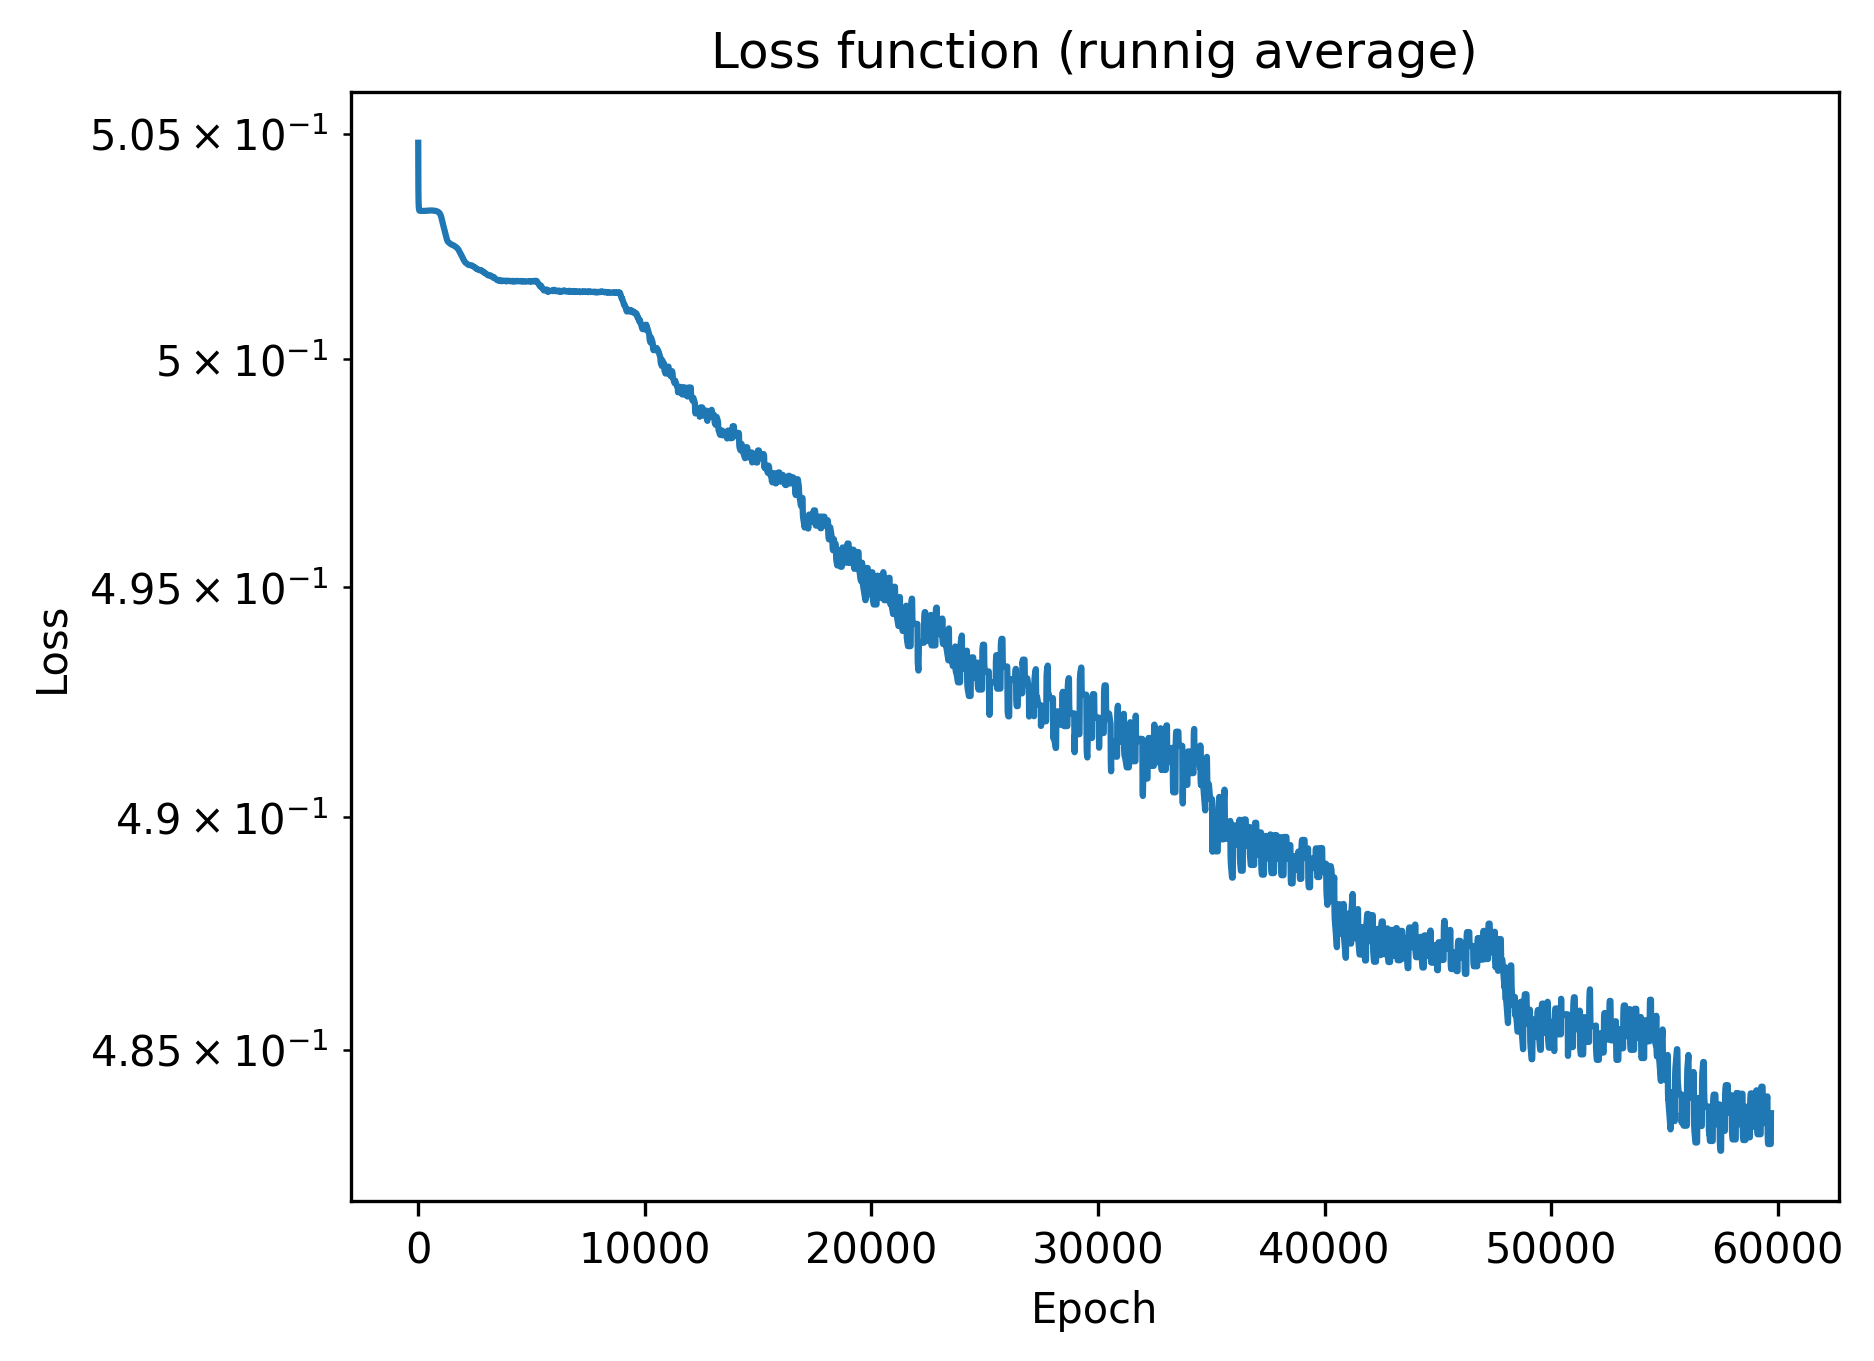 Loss function (runnig average)
5.05 × 10⁻¹
5 × 10⁻¹
4.95 × 10⁻¹
4.9 × 10⁻¹
4.85 × 10⁻¹
Loss
0 10000 20000 30000 40000 50000 60000
Epoch